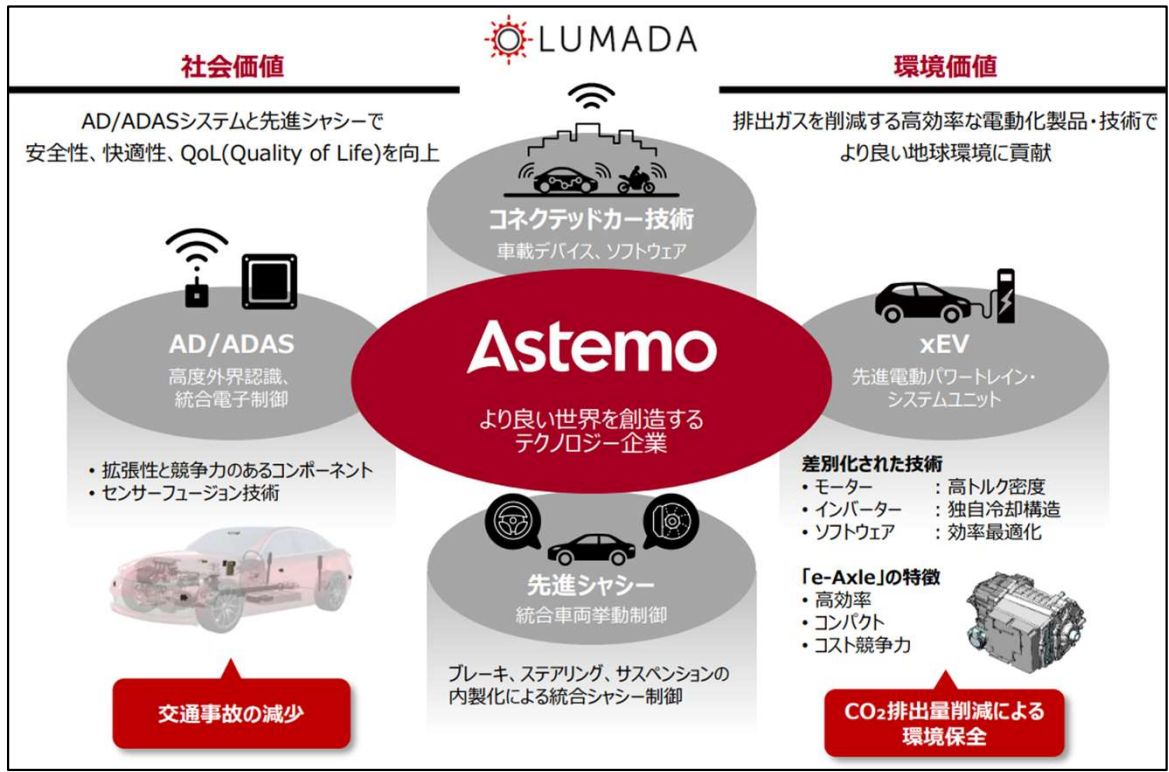 LUMADA
社会価値
AD/ADASシステムと先進シャシーで
安全性、快適性、QoL(Quality of Life)を向上
環境価値
排出ガスを削減する高効率な電動化製品・技術で
より良い地球環境に貢献
コネクテッドカー技術
車載デバイス、ソフトウェア
AD/ADAS
高度外界認識、
統合電子制御
・拡張性と競争力のあるコンポーネント
・センサーフュージョン技術
交通事故の減少
Astemo
より良い世界を創造する
テクノロジー企業
先進シャシー
統合車両挙動制御
ブレーキ、ステアリング、サスペンションの
内製化による統合シャシー制御
xEV
先進電動パワートレイン・
システムユニット
差別化された技術
・モーター ：高トルク密度
・インバーター ：独自冷却構造
・ソフトウェア ：効率最適化
「e-Axle」の特徴
・高効率
・コンパクト
・コスト競争力
CO₂排出量削減による
環境保全